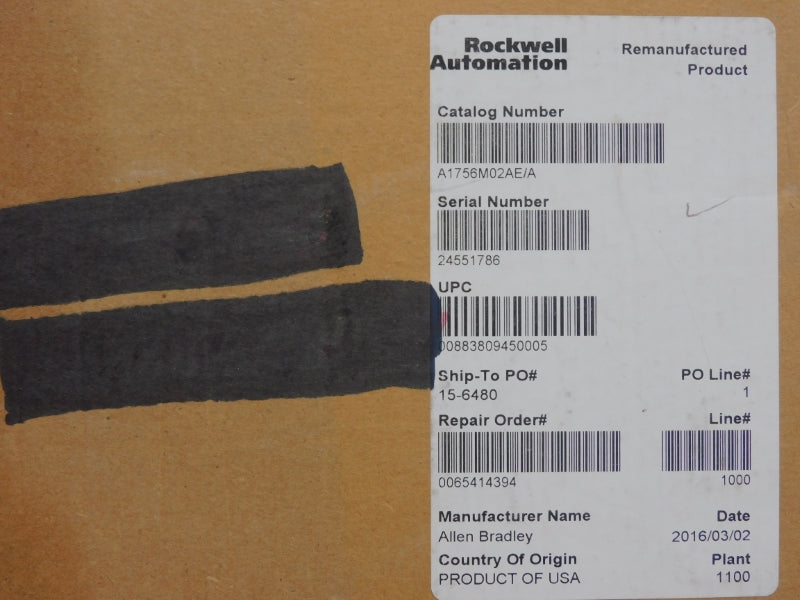 Rockwell
Automation
Remanufactured
Product
Catalog Number
A1756M02AE/A
Serial Number
24551786
UPC
00883809450005
Ship-To PO# PO Line#
15-6480 1
Repair Order# Line#
0065414394 1000
Manufacturer Name Date
Allen Bradley 2016/03/02
Country Of Origin Plant
PRODUCT OF USA 1100